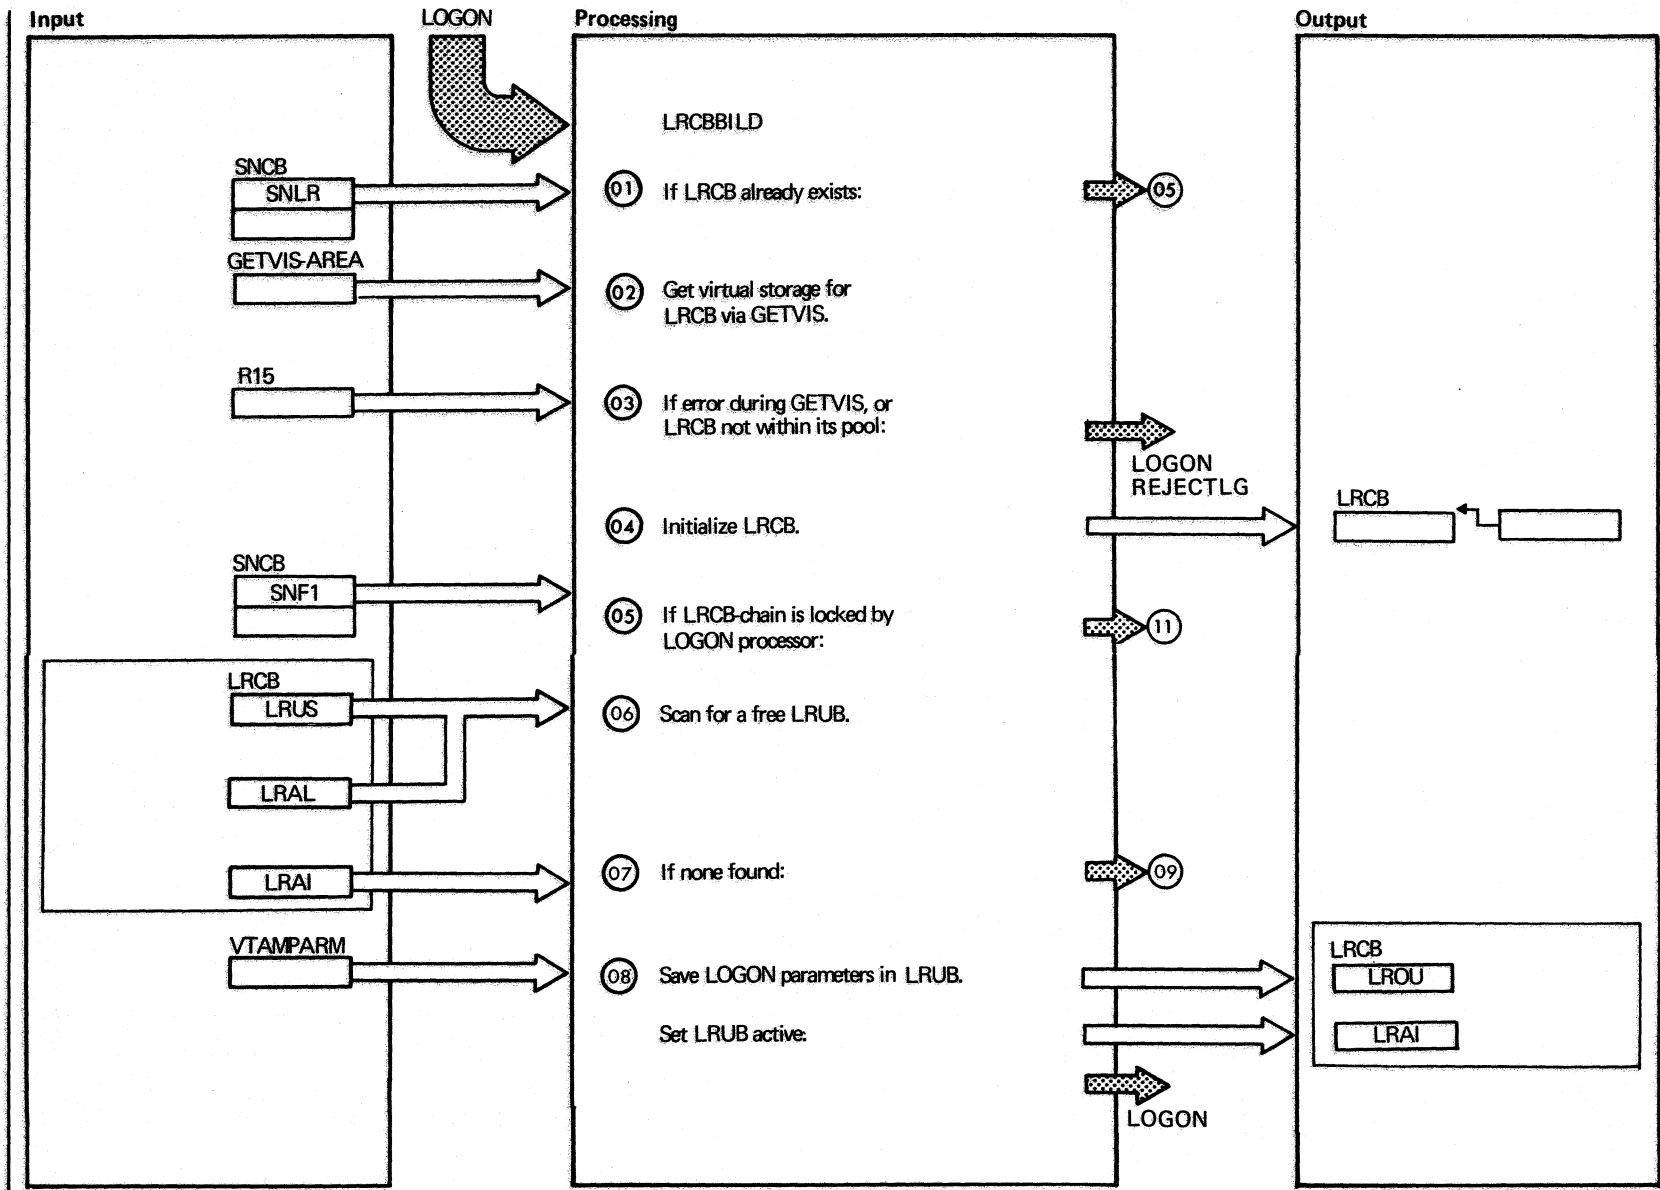 Input
LOGON
Processing
Output
LRCBBILD
SNCB
SNLR
01 If LRCB already exists:
05
GETVIS-AREA
02 Get virtual storage for
LRCB via GETVIS.
R15
03 If error during GETVIS, or
LRCB not within its pool:
LOGON
REJECTLG
04 Initialize LRCB.
LRCB
SNCB
SNF1
05 If LRCB-chain is locked by
LOGON processor:
11
LRCB
LRUS
06 Scan for a free LRUB.
LRAL
LRAI
07 If none found:
09
VTAMPARM
08 Save LOGON parameters in LRUB.
LRCB
LROU
Set LRUB active:
LRAI
LOGON